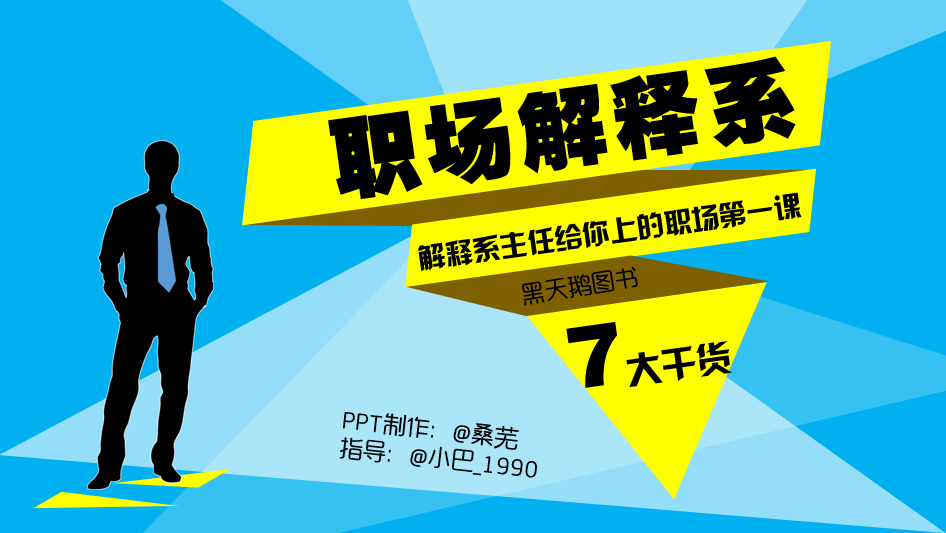 职场解释系
解释系主任给你上的职场第一课
黑天鹅图书
7大干货
PPT制作：@桑芜
指导：@小巴_1990